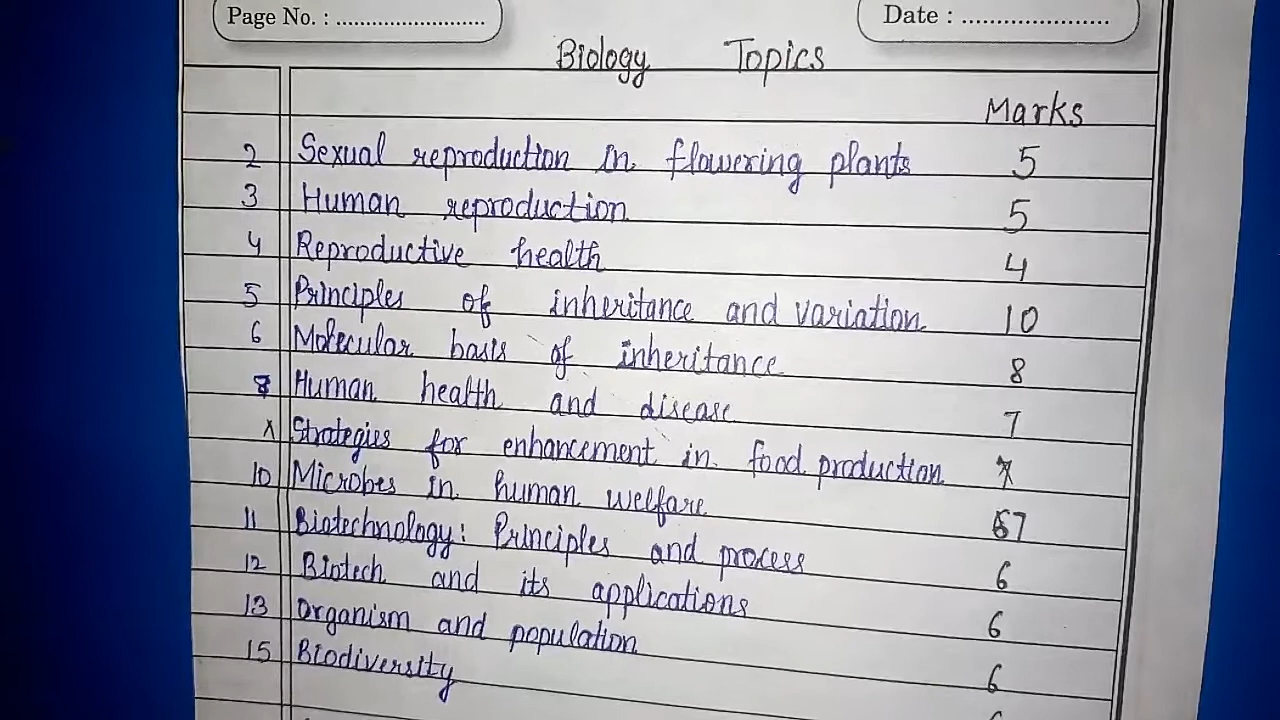 Page No. : ........................
Date : ......................
Biology Topics
Marks
2 Sexual reproduction in flowering plants 5
3 Human reproduction 5
4 Reproductive health 4
5 Principles of inheritance and variation 10
6 Molecular basis of inheritance 8
8 Human health and disease 7
x Strategies for enhancement in food production x
10 Microbes in human welfare 7
11 Biotechnology: Principles and process 6
12 Biotech and its applications 6
13 Organism and population 6
15 Biodiversity